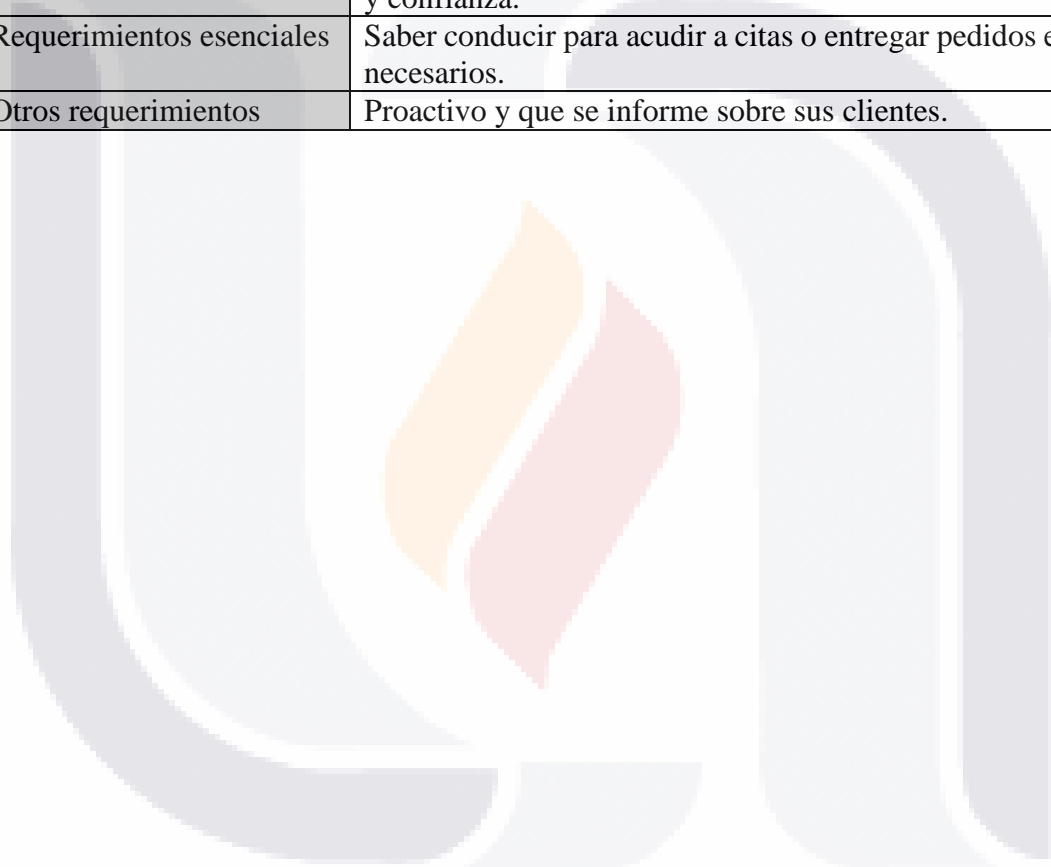 y confianza.
Requerimientos esenciales
Saber conducir para acudir a citas o entregar pedidos
necesarios.
Otros requerimientos
Proactivo y que se informe sobre sus clientes.